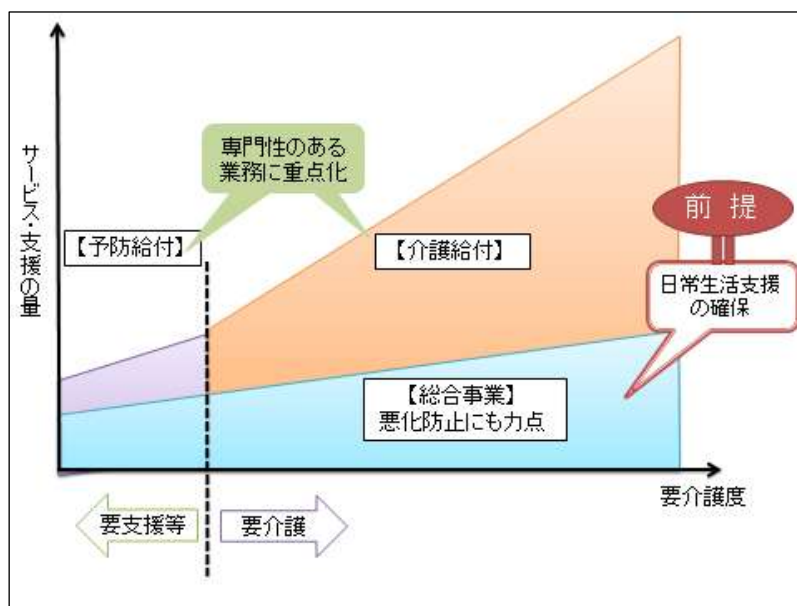 サービス・支援の量
専門性のある
業務に重点化
【予防給付】
【介護給付】
前 提
日常生活支援
の確保
【総合事業】
悪化防止にも力点
要介護度
要支援等
要介護